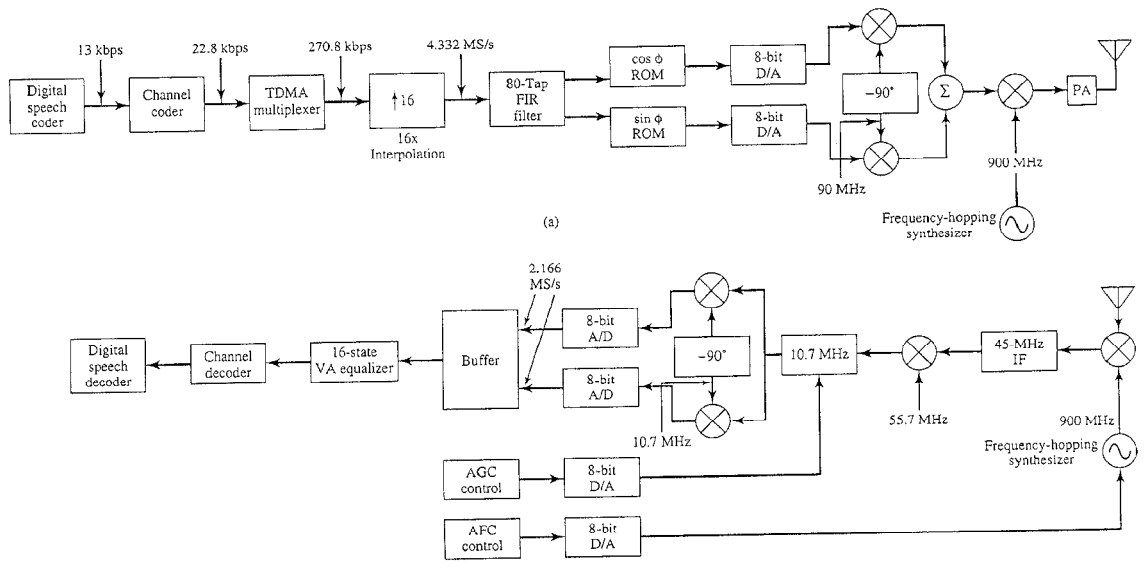 13 kbps
22.8 kbps
270.8 kbps
4.332 MS/s
Digital
speech
coder
Channel
coder
TDMA
multiplexer
↑16
16x
Interpolation
80-Tap
FIR
filter
cos ϕ
ROM
sin ϕ
ROM
8-bit
D/A
8-bit
D/A
−90°
90 MHz
Σ
PA
900 MHz
Frequency-hopping
synthesizer
(a)
Digital
speech
decoder
Channel
decoder
16-state
VA equalizer
Buffer
2.166
MS/s
8-bit
A/D
8-bit
A/D
−90°
10.7 MHz
10.7 MHz
55.7 MHz
45-MHz
IF
900 MHz
Frequency-hopping
synthesizer
AGC
control
8-bit
D/A
AFC
control
8-bit
D/A